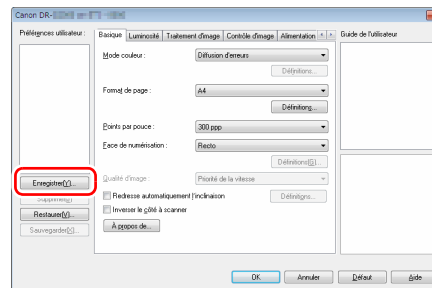 Canon DR-
Préférences utilisateur :
Basique Luminosité Traitement d'image Contrôle d'image Alimentation
Guide de l'utilisateur
Mode couleur : Diffusion d'erreurs
Définitions...
Format de page : A4
Définitions...
Points par pouce : 300 ppp
Face de numérisation : Recto
Définitions(G)...
Qualité d'image : Priorité de la vitesse
Enregistrer(Y)...
Redresse automatiquement l'inclinaison
Définitions...
Supprimer(Z)
Inverser le côté à scanner
Restaurer(V)...
À propos de...
Sauvegarder(X)...
OK Annuler Défaut Aide